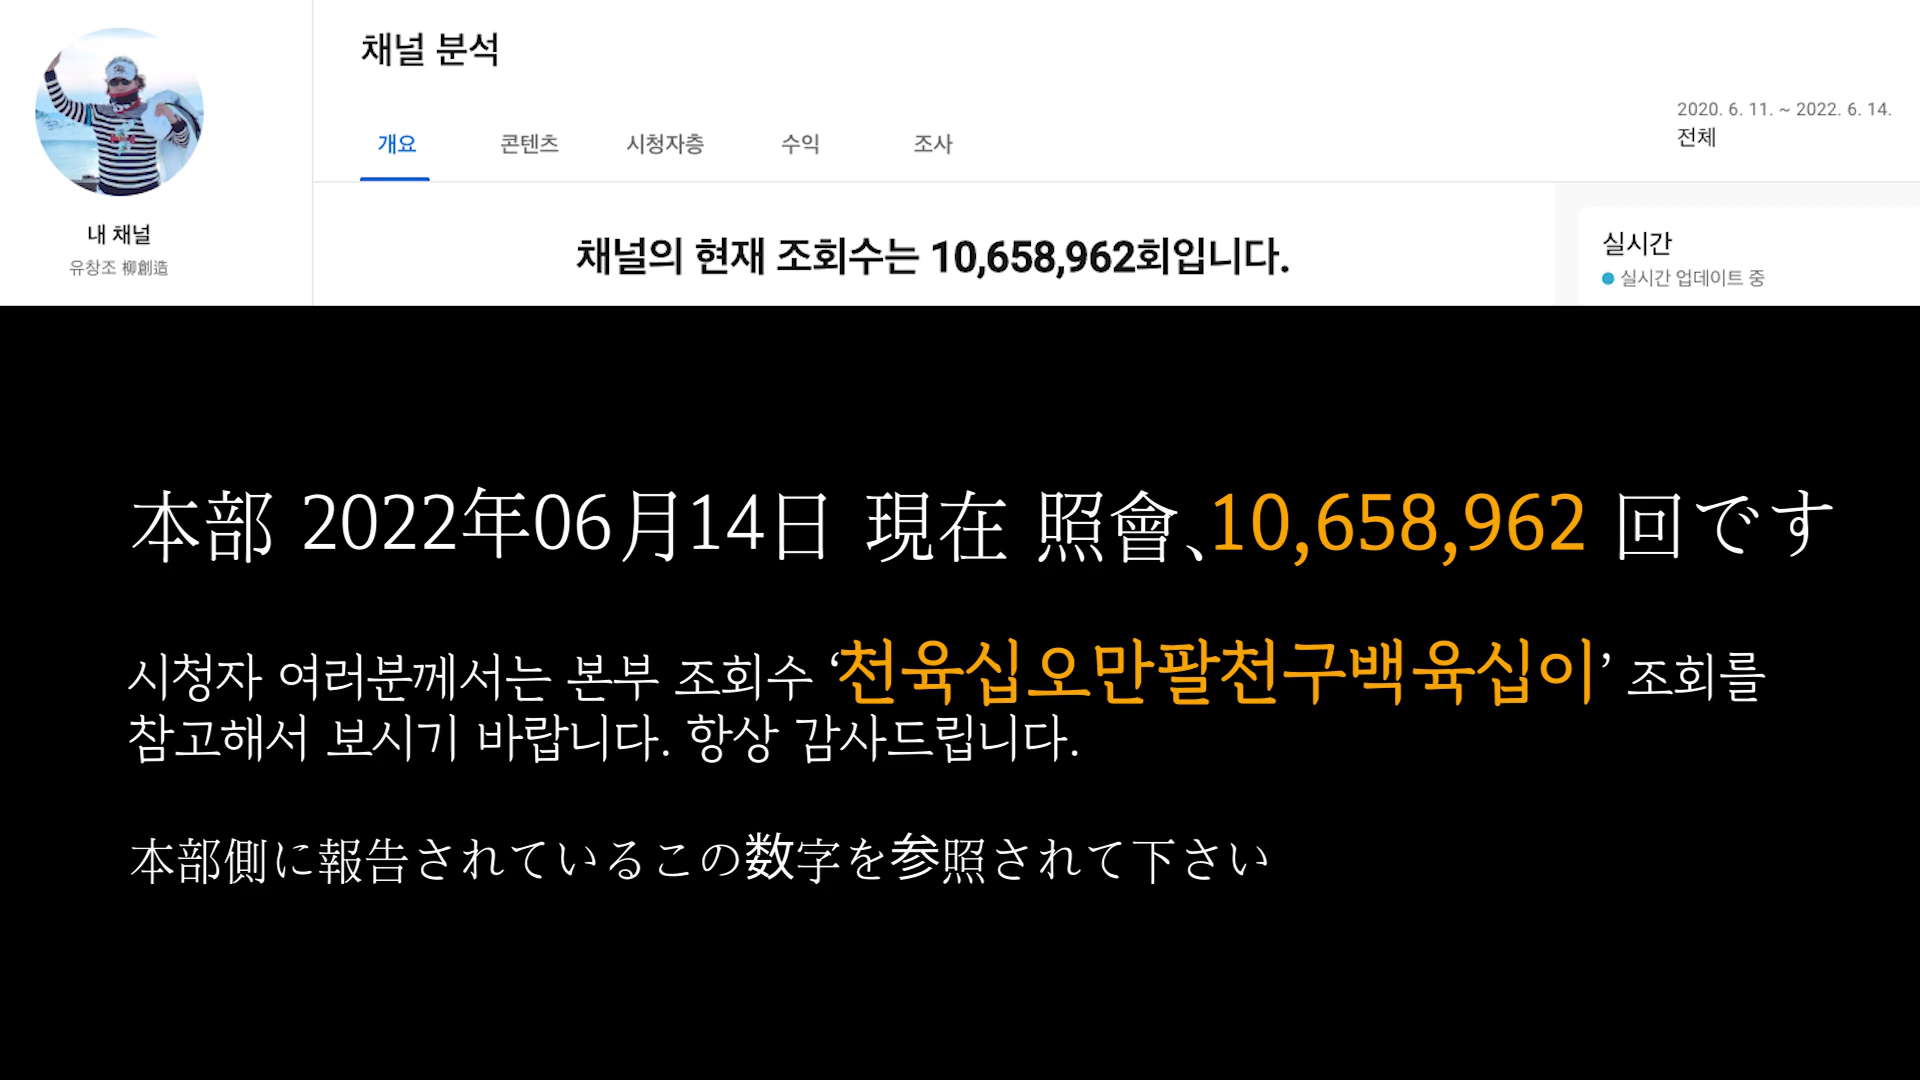 채널 분석
개요 콘텐츠 시청자층 수익 조사
2020. 6. 11. ~ 2022. 6. 14.
전체
내 채널
유창조 柳創造
채널의 현재 조회수는 10,658,962회입니다.
실시간
실시간 업데이트 중
本部 2022年06月14日 現在 照會、10,658,962 回です
시청자 여러분께서는 본부 조회수 ‘천육십오만팔천구백육십이’ 조회를
참고해서 보시기 바랍니다. 항상 감사드립니다.
本部側に報告されているこの数字を参照されて下さい